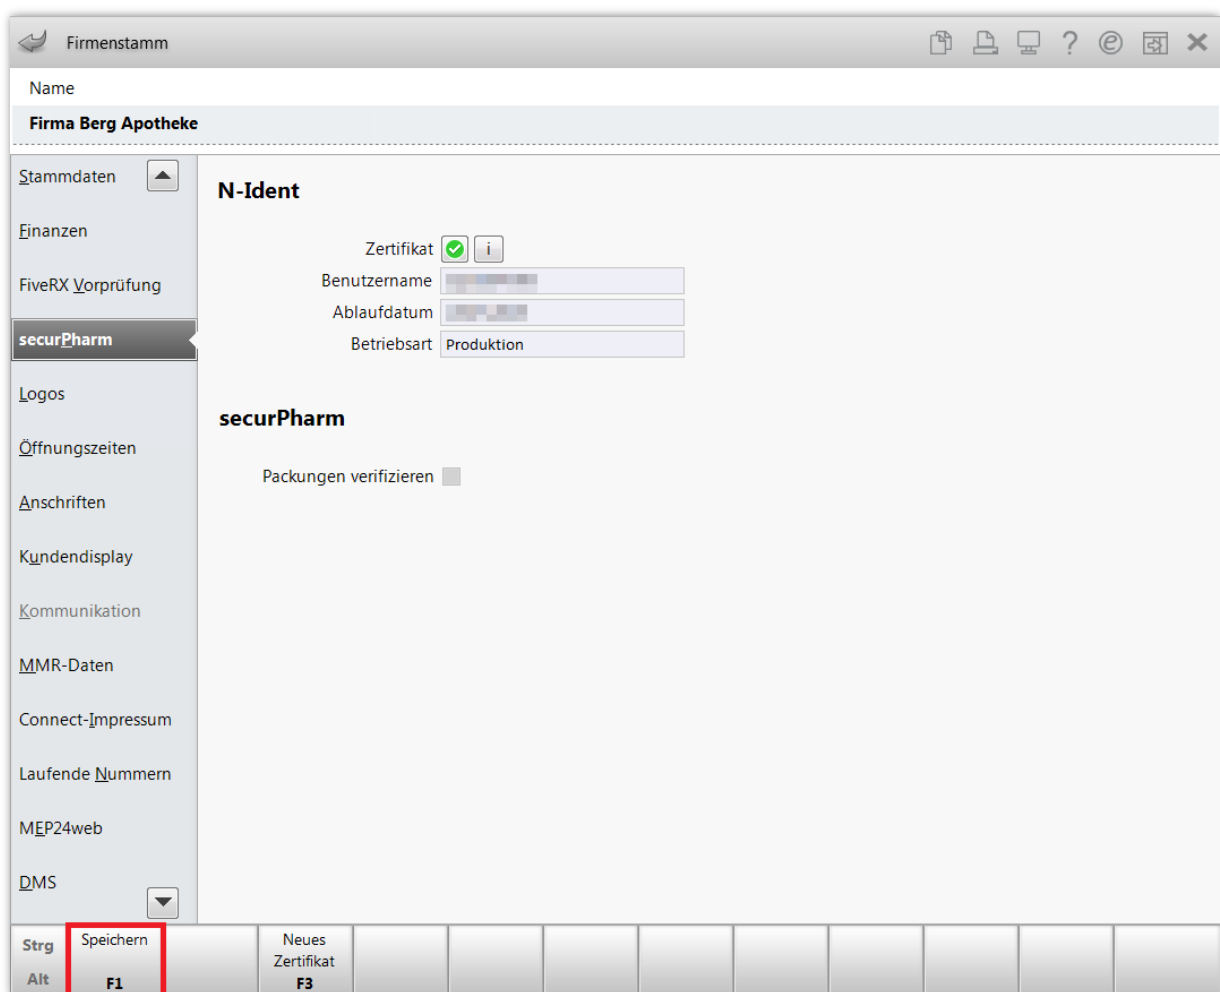 Firmenstamm
Name
Firma Berg Apotheke
Stammdaten
Finanzen
FiveRX Vorprüfung
securPharm
Logos
Öffnungszeiten
Anschriften
Kundendisplay
Kommunikation
MMR-Daten
Connect-Impressum
Laufende Nummern
MEP24web
DMS
N-Ident
Zertifikat i
Benutzername
Ablaufdatum
Betriebsart Produktion
securPharm
Packungen verifizieren
Strg
Alt
Speichern
F1
Neues
Zertifikat
F3